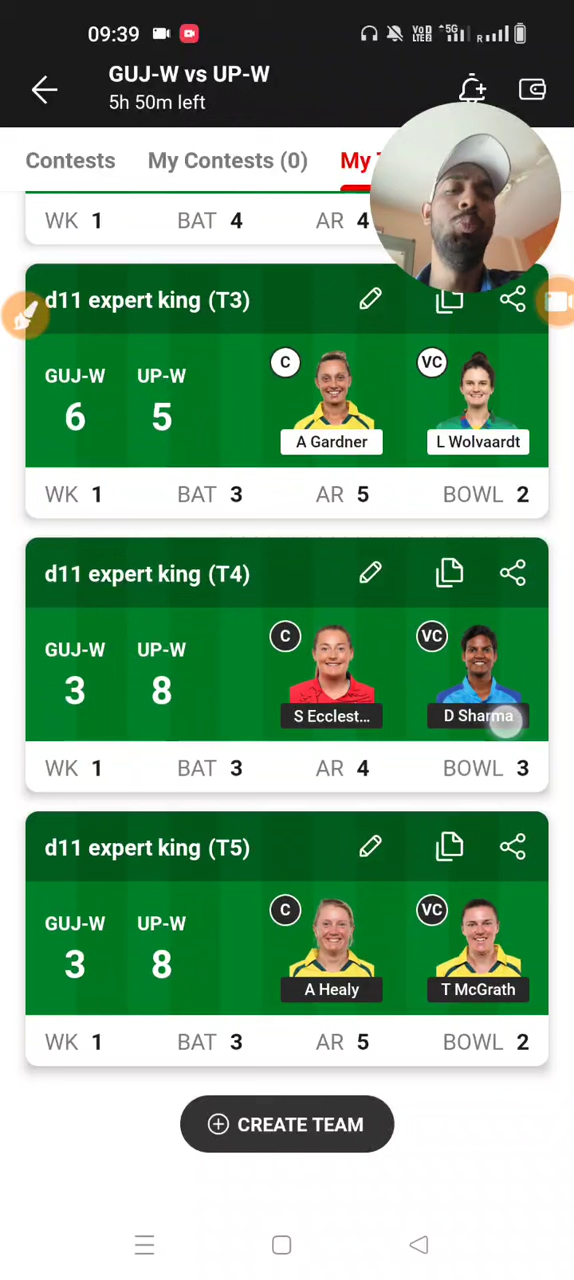 09:39
Vo 5G
LTE 2 R
GUJ-W vs UP-W
5h 50m left
Contests My Contests (0) My
WK 1 BAT 4 AR 4
d11 expert king (T3)
GUJ-W UP-W C VC
6 5
A Gardner L Wolvaardt
WK 1 BAT 3 AR 5 BOWL 2
d11 expert king (T4)
GUJ-W UP-W C VC
3 8
S Ecclest... D Sharma
WK 1 BAT 3 AR 4 BOWL 3
d11 expert king (T5)
GUJ-W UP-W C VC
3 8
A Healy T McGrath
WK 1 BAT 3 AR 5 BOWL 2
CREATE TEAM